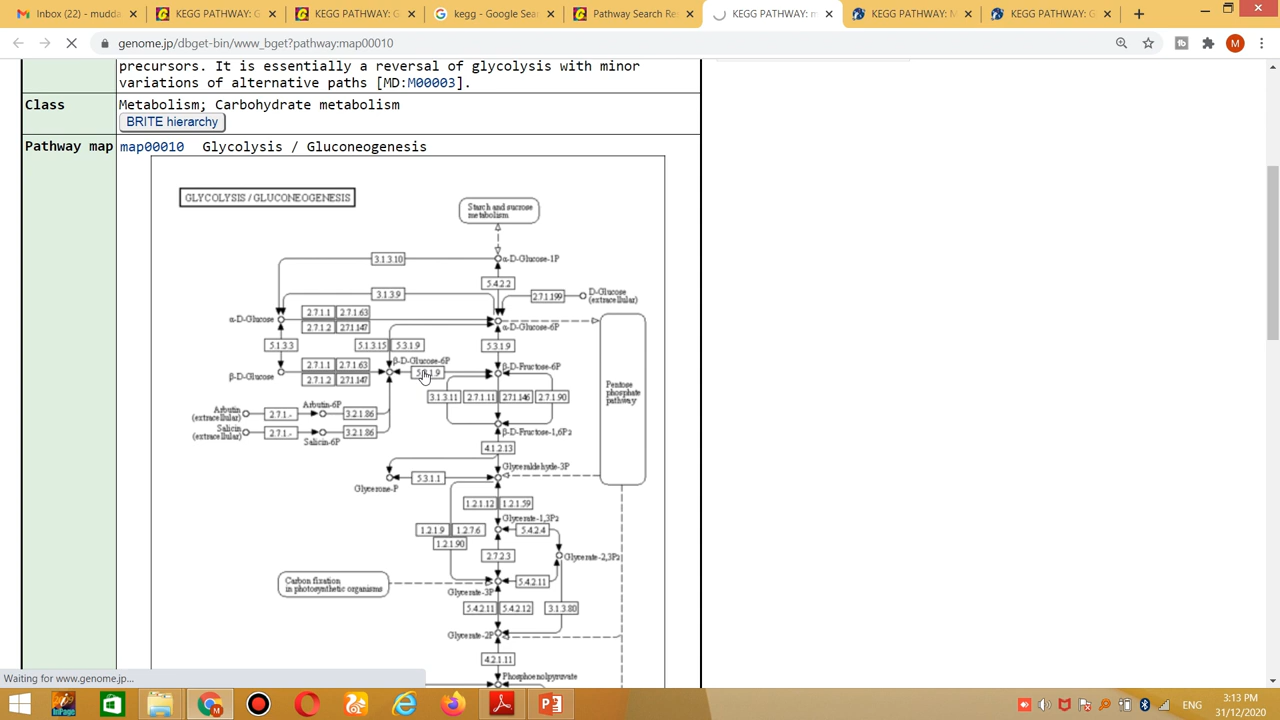 Inbox (22) - mudda
KEGG PATHWAY: G
KEGG PATHWAY: G
kegg - Google Sea
Pathway Search Res
KEGG PATHWAY: m
KEGG PATHWAY: M
KEGG PATHWAY: G
genome.jp/dbget-bin/www_bget?pathway:map00010
M
precursors. It is essentially a reversal of glycolysis with minor
variations of alternative paths [MD:M00003].
Class
Metabolism; Carbohydrate metabolism
BRITE hierarchy
Pathway map
map00010 Glycolysis / Gluconeogenesis
GLYCOLYSIS / GLUCONEOGENESIS
Starch and sucrose
metabolism
3.1.3.10
α-D-Glucose-1P
5.4.2.2
3.1.3.9
2.7.1.199
D-Glucose
(extracellular)
α-D-Glucose
2.7.1.1 2.7.1.63
2.7.1.2 2.7.1.147
α-D-Glucose-6P
5.1.3.3
5.1.3.15 5.3.1.9
5.3.1.9
β-D-Glucose
2.7.1.1 2.7.1.63
2.7.1.2 2.7.1.147
β-D-Glucose-6P
β-D-Fructose-6P
Pentose
phosphate
pathway
3.1.3.11 2.7.1.11 2.7.1.146 2.7.1.90
Arbutin
(extracellular)
2.7.1.-
Arbutin-6P
3.2.1.86
Salicin
(extracellular)
2.7.1.-
Salicin-6P
3.2.1.86
β-D-Fructose-1,6P2
4.1.2.13
Glyceraldehyde-3P
Glycerone-P
5.3.1.1
1.2.1.12 1.2.1.59
Glycerate-1,3P2
1.2.1.9 1.2.7.6
1.2.1.90
5.4.2.4
2.7.2.3
Glycerate-2,3P2
Carbon fixation
in photosynthetic organisms
5.4.2.11
Glycerate-3P
5.4.2.11 5.4.2.12
3.1.3.80
Glycerate-2P
4.2.1.11
Phosphoenolpyruvate
Waiting for www.genome.jp...
ENG
3:13 PM
31/12/2020